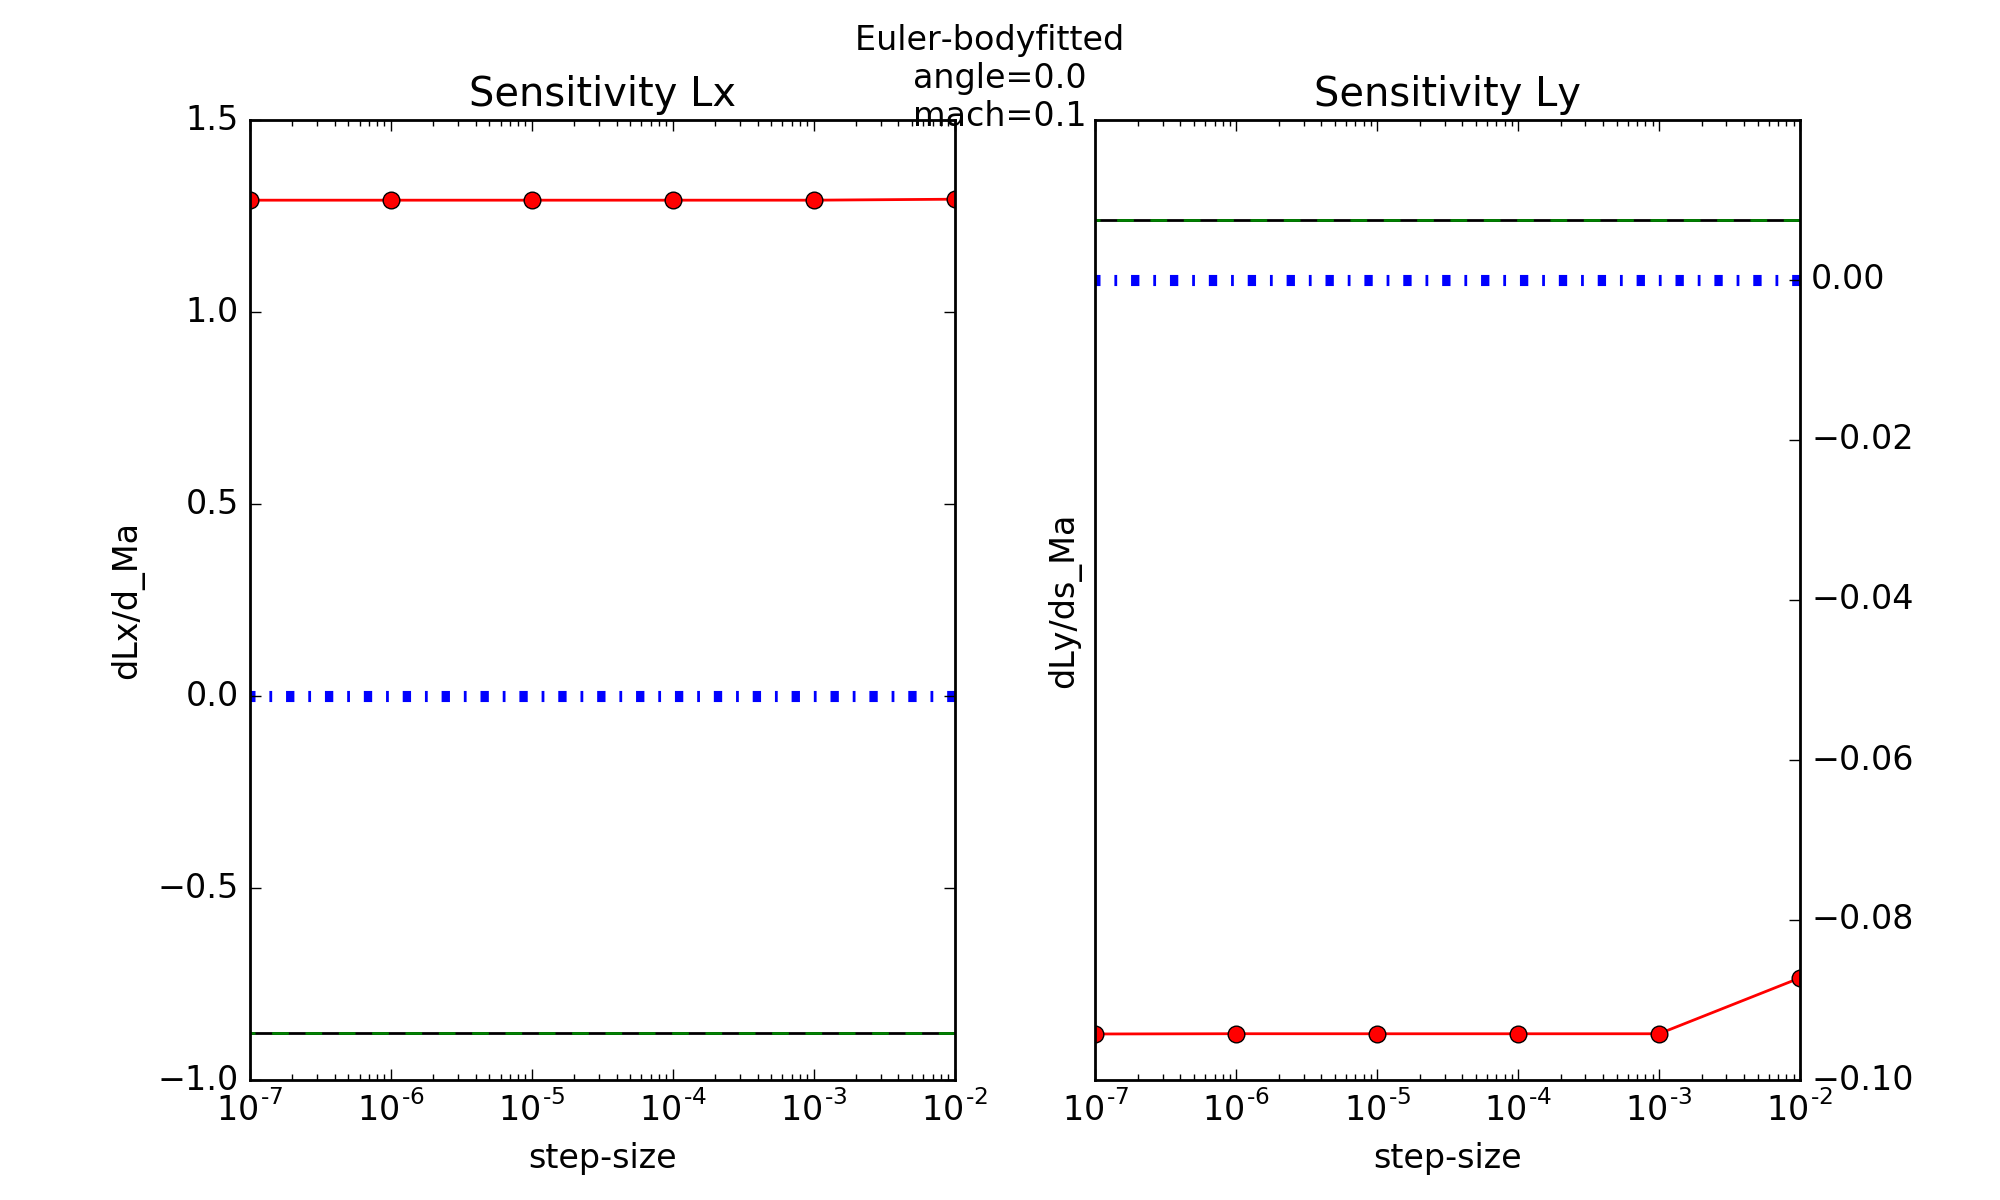 Euler-bodyfitted
angle=0.0
mach=0.1
Sensitivity Lx
1.5
1.0
0.5
0.0
−0.5
−1.0
dLx/d_Ma
10^-7 10^-6 10^-5 10^-4 10^-3 10^-2
step-size
Sensitivity Ly
dLy/ds_Ma
0.00
−0.02
−0.04
−0.06
−0.08
−0.10
10^-7 10^-6 10^-5 10^-4 10^-3 10^-2
step-size